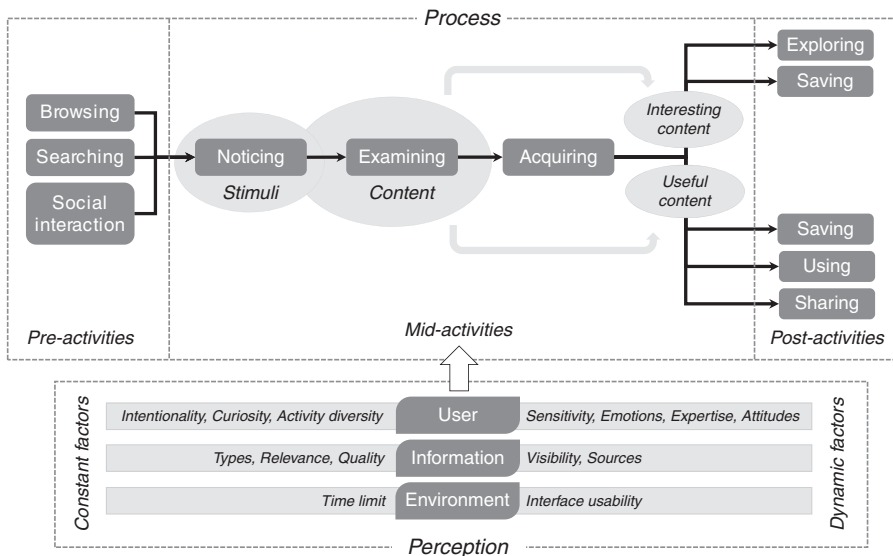 Process
Browsing
Searching
Social
interaction
Pre-activities
Noticing
Stimuli
Examining
Content
Acquiring
Interesting
content
Useful
content
Mid-activities
Exploring
Saving
Saving
Using
Sharing
Post-activities
Constant factors
Intentionality, Curiosity, Activity diversity
User
Sensitivity, Emotions, Expertise, Attitudes
Types, Relevance, Quality
Information
Visibility, Sources
Time limit
Environment
Interface usability
Dynamic factors
Perception